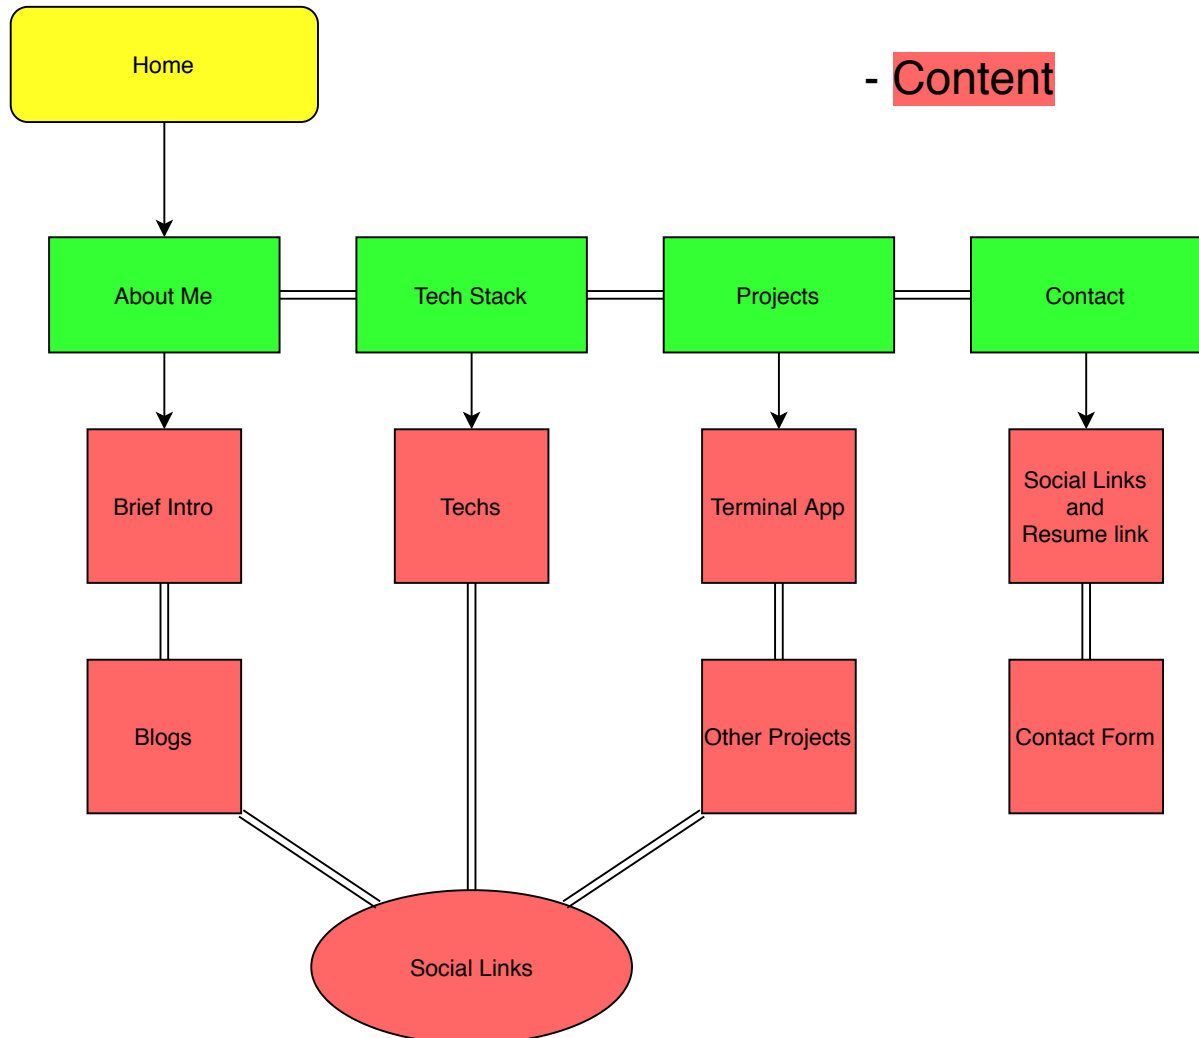 Home
- Content
About Me
Tech Stack
Projects
Contact
Brief Intro
Techs
Terminal App
Social Links
and
Resume link
Blogs
Other Projects
Contact Form
Social Links